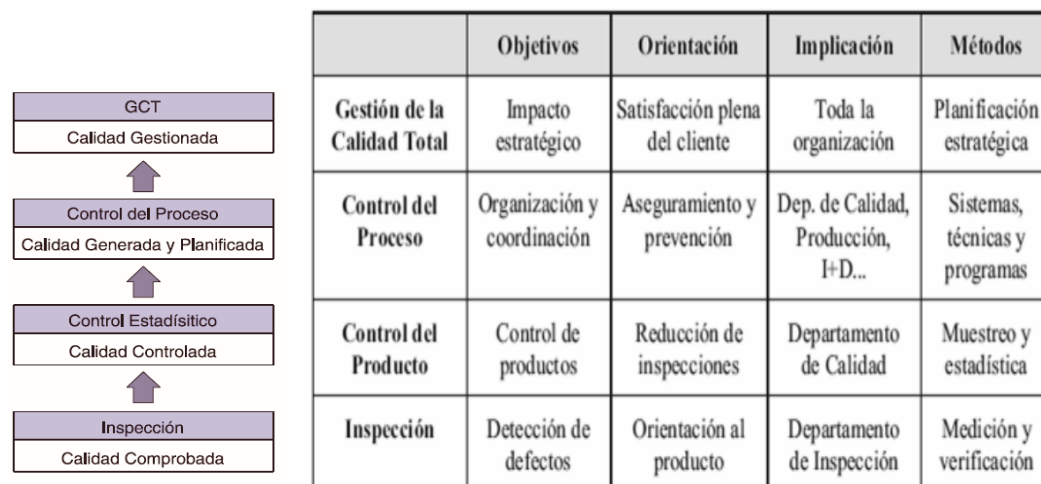 GCT
Calidad Gestionada
Control del Proceso
Calidad Generada y Planificada
Control Estadísitico
Calidad Controlada
Inspección
Calidad Comprobada
Objetivos Orientación Implicación Métodos
Gestión de la Impacto Satisfacción plena Toda la Planificación
Calidad Total estratégico del cliente organización estratégica
Control del Organización y Aseguramiento y Dep. de Calidad, Sistemas,
Proceso coordinación prevención Producción, técnicas y
I+D... programas
Control del Control de Reducción de Departamento Muestreo y
Producto productos inspecciones de Calidad estadística
Inspección Detección de Orientación al Departamento Medición y
defectos producto de Inspección verificación